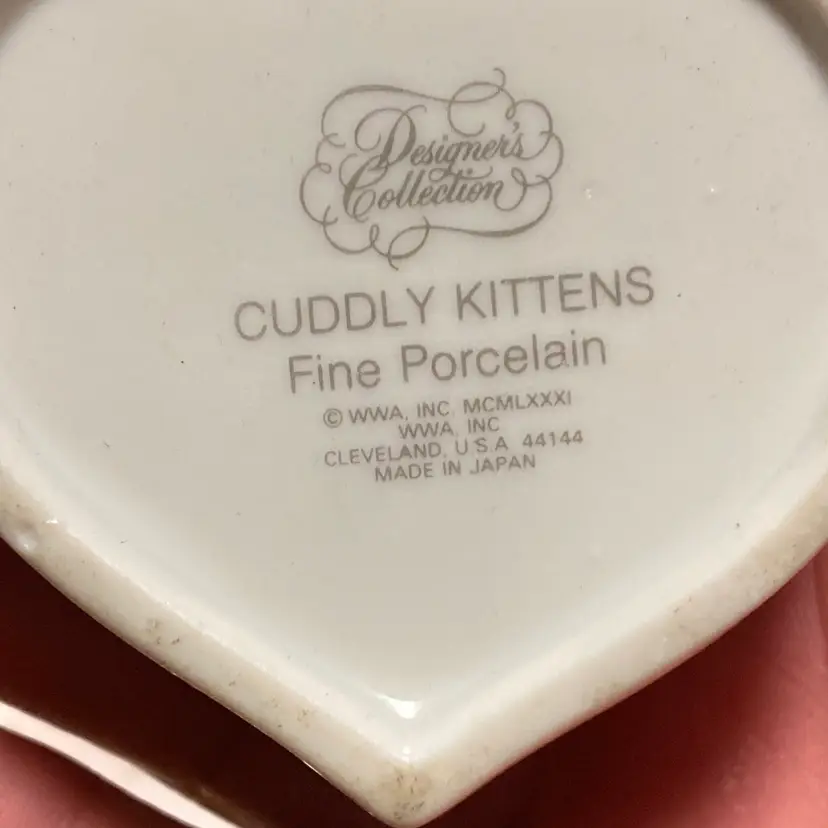 Designer's
Collection
CUDDLY KITTENS
Fine Porcelain
© WWA, INC. MCMLXXXI
WWA, INC
CLEVELAND, U.S.A 44144
MADE IN JAPAN